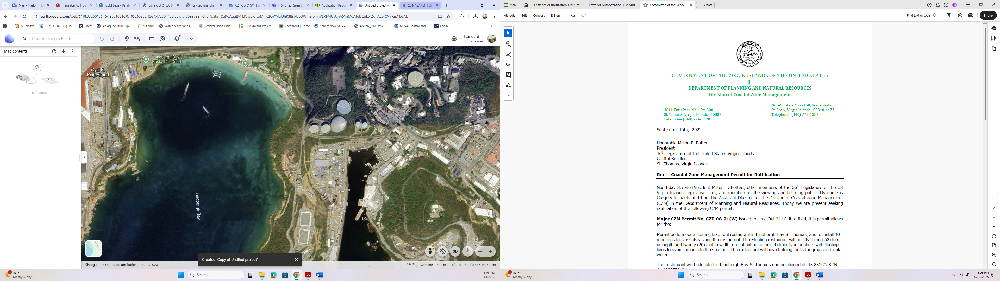 Mail - Marlon Hib
Transaltantic Fibe
CZM Legal- Parale
Lime Out 2, LLC B
Revised final draf
CZT-08-21(W)_Lin
(15) Chat | Sean L
Application Requi
Untitled project –
2E NAZARETH EST
earth.google.com/web/@18.33260136,-64.96510316,0.40526025a,1567.47230448d,35y,1.43099792h,0t,0r/data=
Municity5
CITY SQUARED | US...
Sheet
An Aquaculture Op...
Buildium
Water & Wetlands F...
Federal Flood Risk...
CZM Award Project...
Commons | Home
ServiceNow NOAA...
AnitaN_OneDrive -...
NOAA Coastal and...
Login
Search Google Earth
Standard
Upgrade now
Map contents
No features
Lindbergh Bay
Basketball Court
Cyril E.
King Airport
Lindbergh Bay
3D
Created ‘Copy of Untitled project’
Google 100% Data attribution 08/06/2023
200 m
Camera: 1,568 m 18°19'57"N 64°57'54"W 41 cm
89°F
Mostly sunny
Search
5:08 PM
9/13/2025
Menu
Letter of Authorization HM Smi...
Letter of Authorization HM Smi...
Committee of the Whol...
Create
All tools
Edit
Convert
E-Sign
Find text or tools
Share
GOVERNMENT OF THE VIRGIN ISLANDS OF THE UNITED STATES
-------0--------
DEPARTMENT OF PLANNING AND NATURAL RESOURCES
Division of Coastal Zone Management
4611 Tutu Park Mall, Ste 300
St. Thomas, Virgin Islands 00802
Telephone (340) 774-3320
No. 45 Estate Mars Hill, Frederiksted
St. Croix, Virgin Islands 00840-4477
Telephone: (340) 773-1082
September 15th, 2025
Honorable Milton E. Potter
President
36th Legislature of the United States Virgin Islands
Capitol Building
St. Thomas, Virgin Islands
Re: Coastal Zone Management Permit for Ratification
Good day Senate President Milton E. Potter., other members of the 36th Legislature of the US
Virgin Islands, legislative staff, and members of the viewing and listening public. My name is
Gregory Richards and I am the Assistant Director for the Division of Coastal Zone Management
(CZM) in the Department of Planning and Natural Resources. Today we are present seeking
ratification of the following CZM permit:
Major CZM Permit No. CZT-08-21(W) issued to Lime Out 2 LLC, if ratified, this permit allows
for the:
Permittee to moor a floating take -out restaurant in Lindbergh Bay St Thomas, and to install 10
moorings for vessels visiting the restaurant. The Floating restaurant will be fifty three ( 53) feet
in length and twenty (20) feet in width. and attached to four (4) helix type anchors with floating
lines to avoid impacts to the seafloor. The restaurant will have holding tanks for grey and black
water.
The restaurant will be located in Lindbergh Bay St Thomas and positioned at 18.3326058 °N
1
2
89°F
Mostly sunny
Search
5:08 PM
9/13/2025